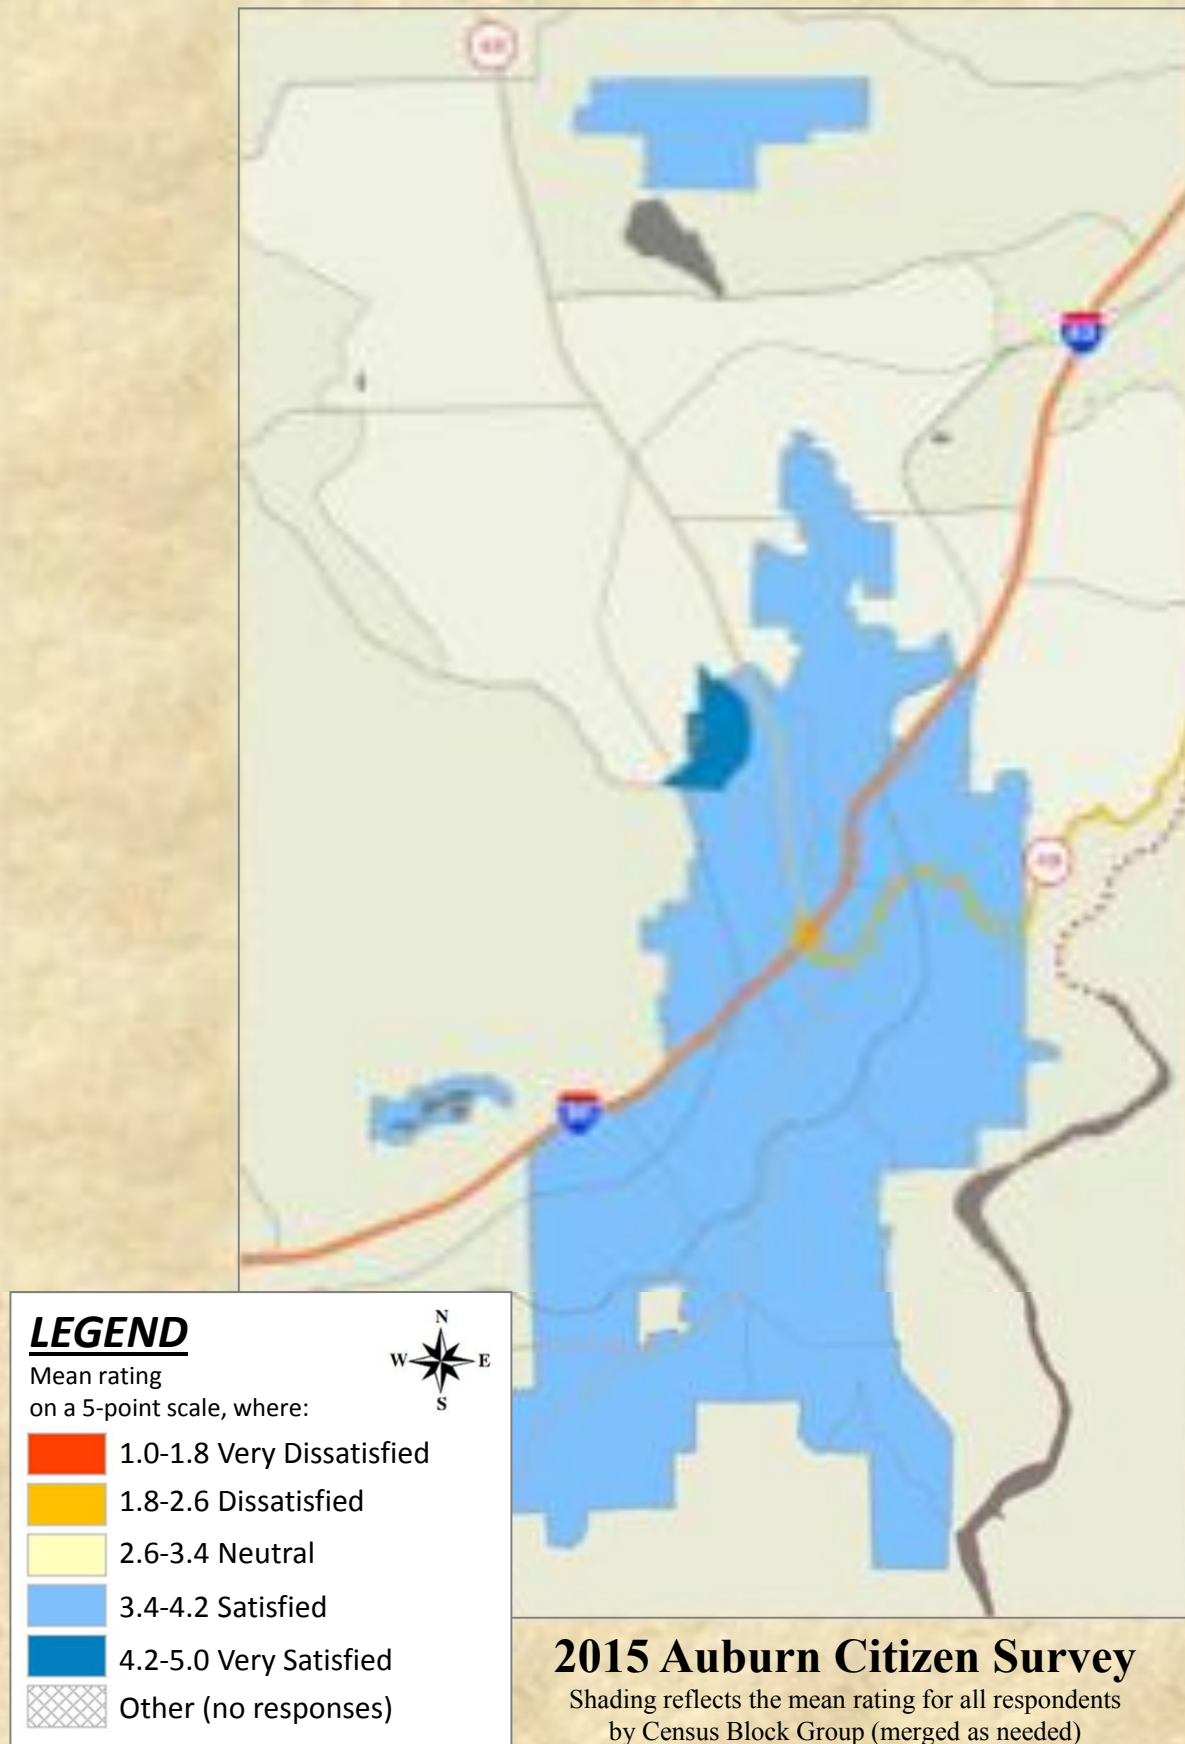 LEGEND
Mean rating
on a 5-point scale, where:
N
W E
S
1.0-1.8 Very Dissatisfied
1.8-2.6 Dissatisfied
2.6-3.4 Neutral
3.4-4.2 Satisfied
4.2-5.0 Very Satisfied
Other (no responses)
2015 Auburn Citizen Survey
Shading reflects the mean rating for all respondents
by Census Block Group (merged as needed)